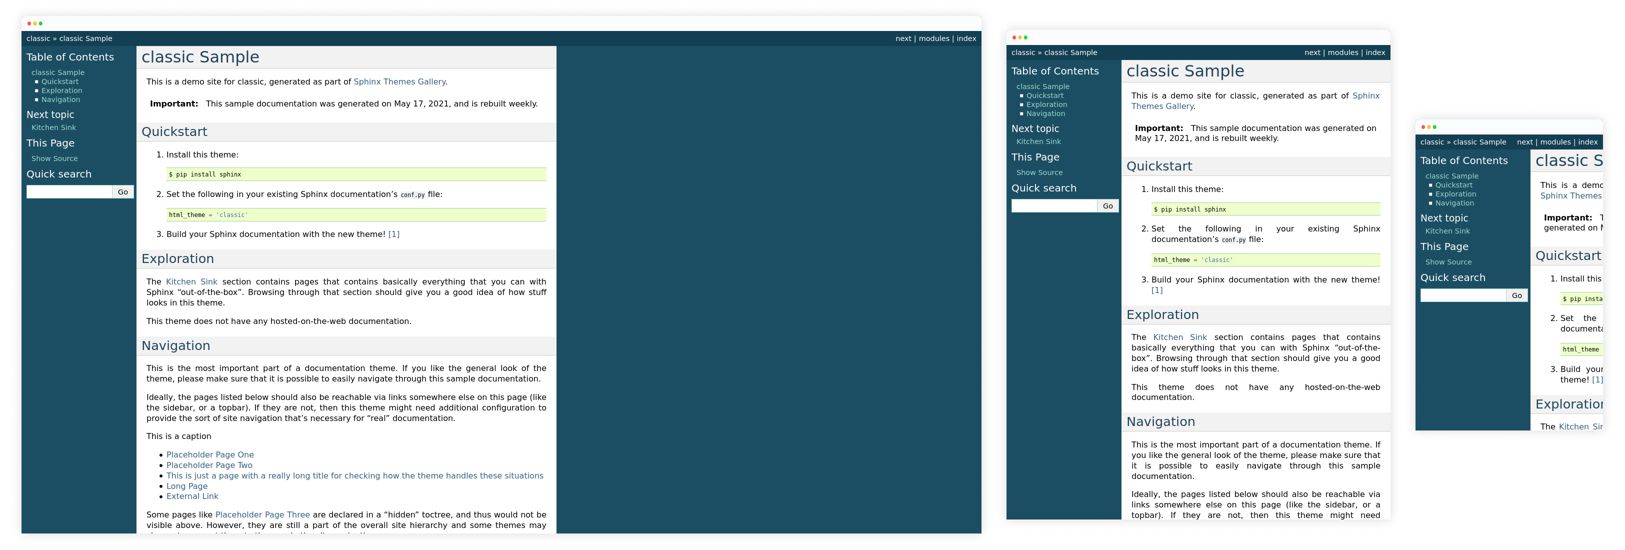 classic » classic Sample
next | modules | index
Table of Contents
classic Sample
Quickstart
Exploration
Navigation
Next topic
Kitchen Sink
This Page
Show Source
Quick search
Go
classic Sample
This is a demo site for classic, generated as part of Sphinx Themes Gallery.
Important: This sample documentation was generated on May 17, 2021, and is rebuilt weekly.
Quickstart
1. Install this theme:
$ pip install sphinx
2. Set the following in your existing Sphinx documentation’s conf.py file:
html_theme = 'classic'
3. Build your Sphinx documentation with the new theme! [1]
Exploration
The Kitchen Sink section contains pages that contains basically everything that you can with
Sphinx “out-of-the-box”. Browsing through that section should give you a good idea of how stuff
looks in this theme.
This theme does not have any hosted-on-the-web documentation.
Navigation
This is the most important part of a documentation theme. If you like the general look of the
theme, please make sure that it is possible to easily navigate through this sample documentation.
Ideally, the pages listed below should also be reachable via links somewhere else on this page (like
the sidebar, or a topbar). If they are not, then this theme might need additional configuration to
provide the sort of site navigation that’s necessary for “real” documentation.
This is a caption
Placeholder Page One
Placeholder Page Two
This is just a page with a really long title for checking how the theme handles these situations
Long Page
External Link
Some pages like Placeholder Page Three are declared in a “hidden” toctree, and thus would not be
visible above. However, they are still a part of the overall site hierarchy and some themes may
classic » classic Sample
next | modules | index
Table of Contents
classic Sample
Quickstart
Exploration
Navigation
Next topic
Kitchen Sink
This Page
Show Source
Quick search
Go
classic Sample
This is a demo site for classic, generated as part of Sphinx
Themes Gallery.
Important: This sample documentation was generated on
May 17, 2021, and is rebuilt weekly.
Quickstart
1. Install this theme:
$ pip install sphinx
2. Set the following in your existing Sphinx
documentation’s conf.py file:
html_theme = 'classic'
3. Build your Sphinx documentation with the new theme!
[1]
Exploration
The Kitchen Sink section contains pages that contains
basically everything that you can with Sphinx “out-of-the-
box”. Browsing through that section should give you a good
idea of how stuff looks in this theme.
This theme does not have any hosted-on-the-web
documentation.
Navigation
This is the most important part of a documentation theme. If
you like the general look of the theme, please make sure that
it is possible to easily navigate through this sample
documentation.
Ideally, the pages listed below should also be reachable via
links somewhere else on this page (like the sidebar, or a
topbar). If they are not, then this theme might need
classic » classic Sample
next | modules | index
Table of Contents
classic Sample
Quickstart
Exploration
Navigation
Next topic
Kitchen Sink
This Page
Show Source
Quick search
Go
classic S
This is a demo
Sphinx Themes
Important: T
generated on M
Quickstart
1. Install this
$ pip insta
2. Set the
documenta
html_theme
3. Build your
theme! [1]
Exploration
The Kitchen Sin